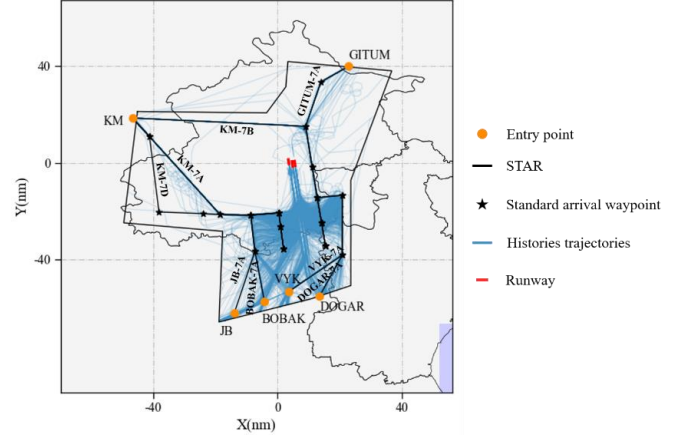 GITUM
40
GITUM-7A
KM
KM-7B
KM-7A
KM-7D
0
Y(nm)
-40
JB-7A
BOBAK-7A
VYK-7A
DOGAR-7A
VYK
DOGAR
BOBAK
JB
-40
0
40
X(nm)
Entry point
STAR
Standard arrival waypoint
Histories trajectories
Runway